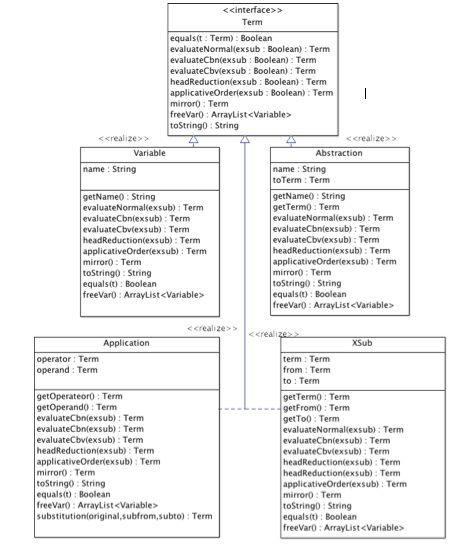 <<interface>>
Term
equals(t : Term) : Boolean
evaluateNormal(exsub : Boolean) : Term
evaluateCbn(exsub : Boolean) : Term
evaluateCbv(exsub : Boolean) : Term
headReduction(exsub : Boolean) : Term
applicativeOrder(exsub : Boolean) : Term
mirror() : Term
freeVar() : ArrayList<Variable>
toString() : String
<<realize>>
<<realize>>
Variable
name : String
getName() : String
evaluateNormal(exsub) : Term
evaluateCbn(exsub) : Term
evaluateCbv(exsub) : Term
headReduction(exsub) : Term
applicativeOrder(exsub) : Term
mirror() : Term
toString() : String
equals(t) : Boolean
freeVar() : ArrayList<Variable>
Abstraction
name : String
toTerm : Term
getName() : String
getTerm() : Term
evaluateNormal(exsub) : Term
evaluateCbn(exsub) : Term
evaluateCbv(exsub) : Term
headReduction(exsub) : Term
applicativeOrder(exsub) : Term
mirror() : Term
toString() : String
equals(t) : Boolean
freeVar() : ArrayList<Variable>
<<realize>>
<<realize>>
Application
operator : Term
operand : Term
getOperateor() : Term
getOperand() : Term
evaluateCbn(exsub) : Term
evaluateCbn(exsub) : Term
evaluateCbv(exsub) : Term
headReduction(exsub) : Term
applicativeOrder(exsub) : Term
mirror() : Term
toString() : String
equals(t) : Boolean
freeVar() : ArrayList<Variable>
substitution(original,subfrom,subto) : Term
XSub
term : Term
from : Term
to : Term
getTerm() : Term
getFrom() : Term
getTo() : Term
evaluateNormal(exsub) : Term
evaluateCbn(exsub) : Term
evaluateCbv(exsub) : Term
headReduction(exsub) : Term
headReduction(exsub) : Term
applicativeOrder(exsub) : Term
mirror() : Term
toString() : String
equals(t) : Boolean
freeVar() : ArrayList<Variable>